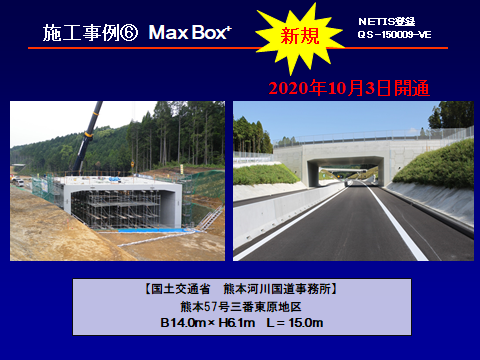 施工事例⑥ Max Box⁺
新規
NETIS登録
QS－150009－VE
2020年10月3日開通
【国土交通省　熊本河川国道事務所】
熊本57号三番東原地区
B14.0m×H6.1m　L＝15.0m